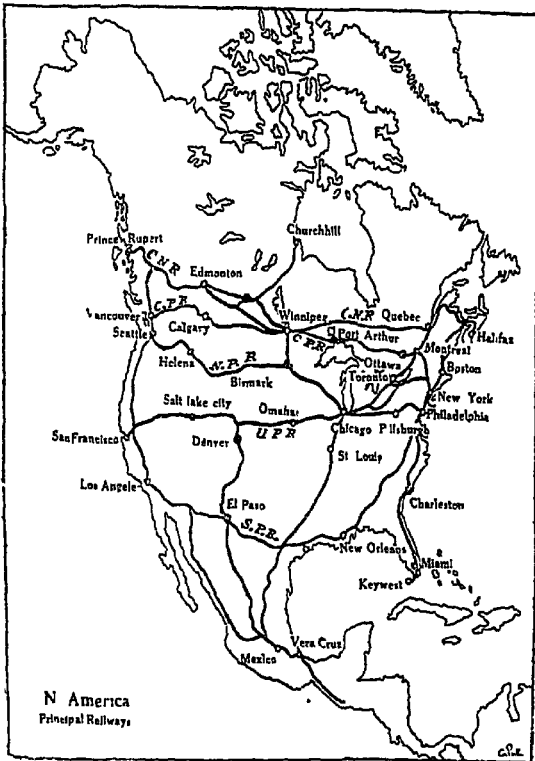 Churchhill
Prince Rupert
C N R
Edmonton
C.P.R
Winnipeg
C.N.R
Quebec
Vancouver
Calgary
C P R
Port Arthur
Halifax
Seattle
Montreal
Helena
N.P.R
Ottawa
Toronto
Boston
Bismark
New York
Salt lake city
Omaha
Philadelphia
San Francisco
Denver
U P R
Chicago
Pillsburgh
St Louis
Los Angele
El Paso
Charleston
S.P.R.
New Orleans
Miami
Keywest
Vera Cruz
Mexico
N America
Principal Railways